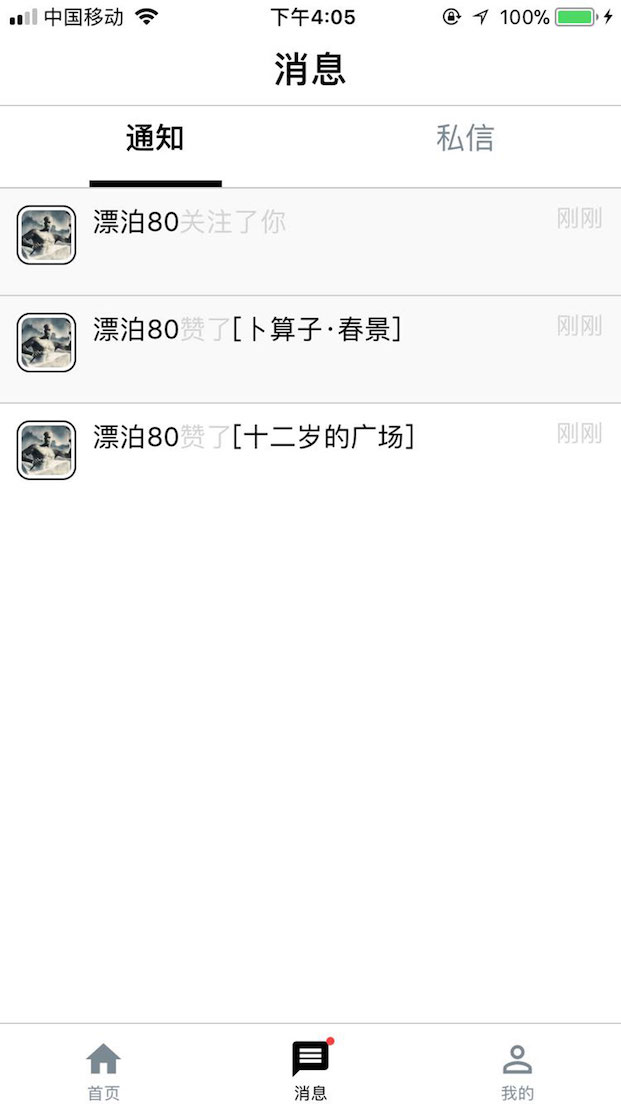 中国移动 下午4:05 100%
消息
通知 私信
漂泊80关注了你 刚刚
漂泊80赞了[卜算子·春景] 刚刚
漂泊80赞了[十二岁的广场] 刚刚
首页 消息 我的